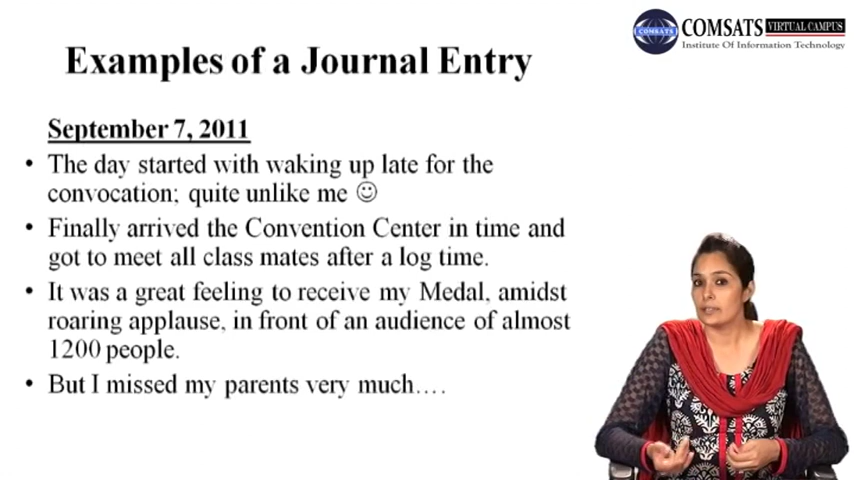 COMSATS VIRTUAL CAMPUS
COMSATS
Institute Of Information Technology
Examples of a Journal Entry
September 7, 2011
• The day started with waking up late for the
convocation; quite unlike me ☺
• Finally arrived the Convention Center in time and
got to meet all class mates after a log time.
• It was a great feeling to receive my Medal, amidst
roaring applause, in front of an audience of almost
1200 people.
• But I missed my parents very much….